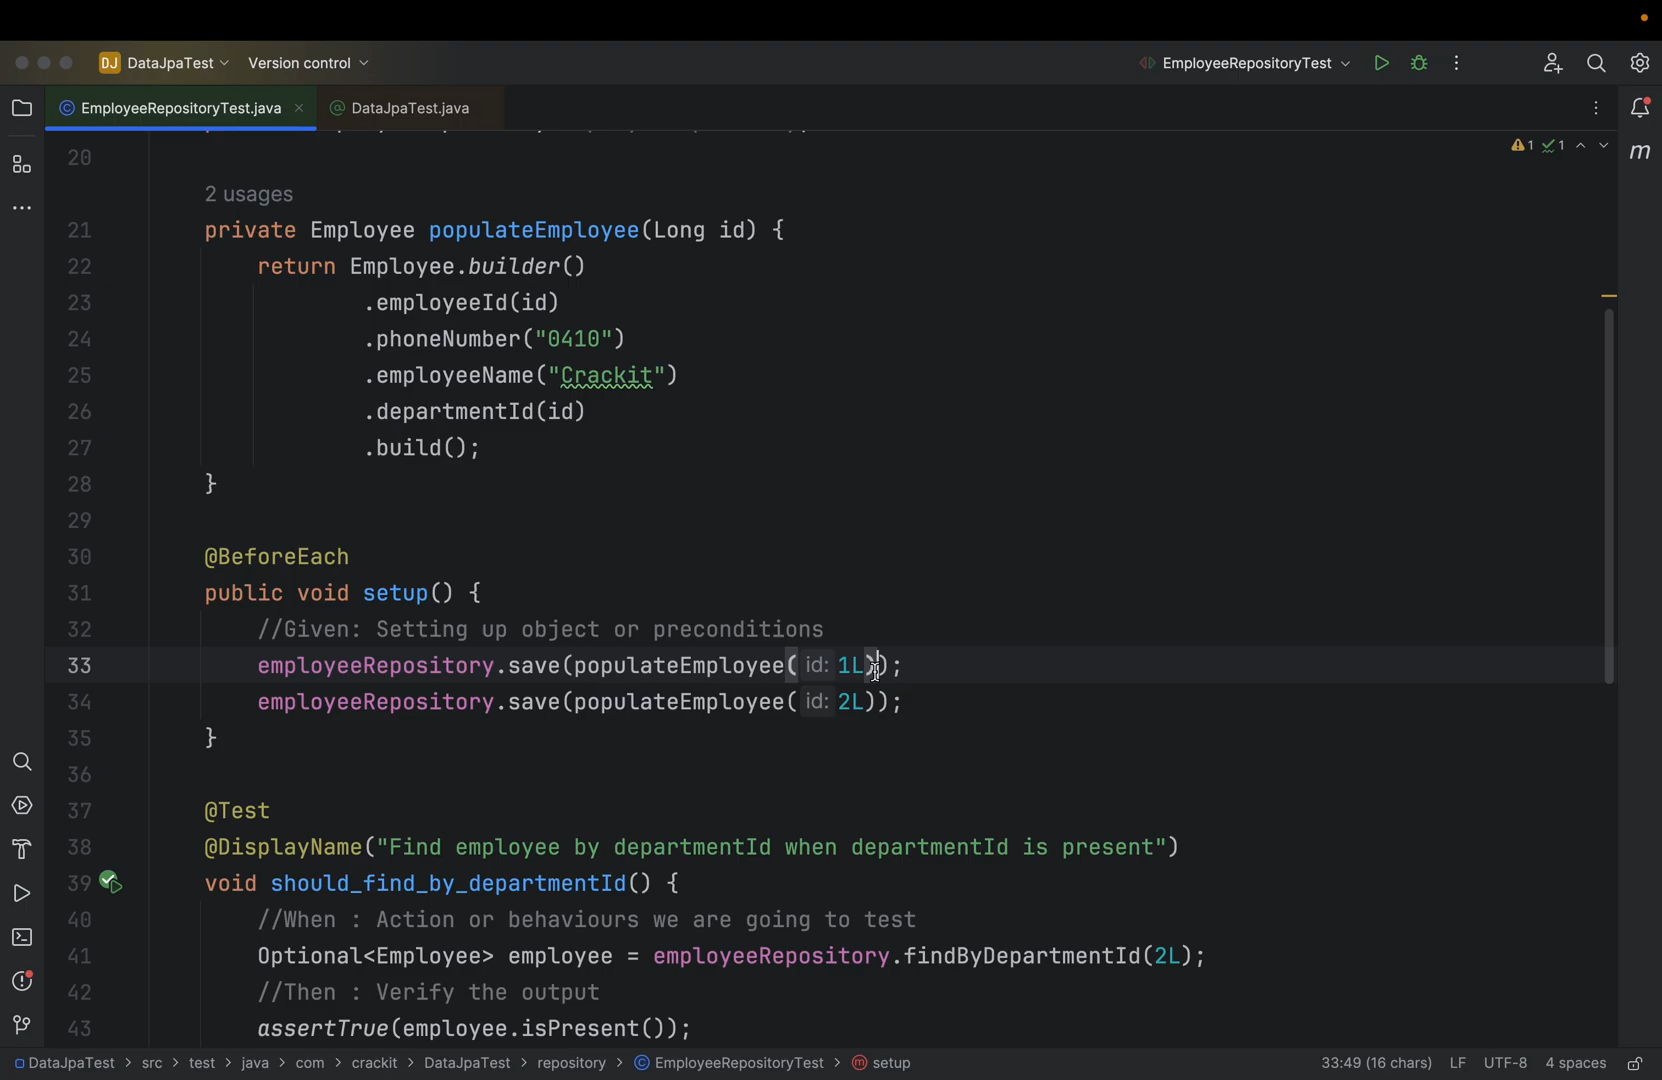 DJ DataJpaTest Version control EmployeeRepositoryTest
EmployeeRepositoryTest.java DataJpaTest.java
20
1 1
2 usages
21 private Employee populateEmployee(Long id) {
22 return Employee.builder()
23 .employeeId(id)
24 .phoneNumber("0410")
25 .employeeName("Crackit")
26 .departmentId(id)
27 .build();
28 }
29
30 @BeforeEach
31 public void setup() {
32 //Given: Setting up object or preconditions
33 employeeRepository.save(populateEmployee( id: 1L));
34 employeeRepository.save(populateEmployee( id: 2L));
35 }
36
37 @Test
38 @DisplayName("Find employee by departmentId when departmentId is present")
39 void should_find_by_departmentId() {
40 //When : Action or behaviours we are going to test
41 Optional<Employee> employee = employeeRepository.findByDepartmentId(2L);
42 //Then : Verify the output
43 assertTrue(employee.isPresent());
DataJpaTest > src > test > java > com > crackit > DataJpaTest > repository > EmployeeRepositoryTest > setup 33:49 (16 chars) LF UTF-8 4 spaces